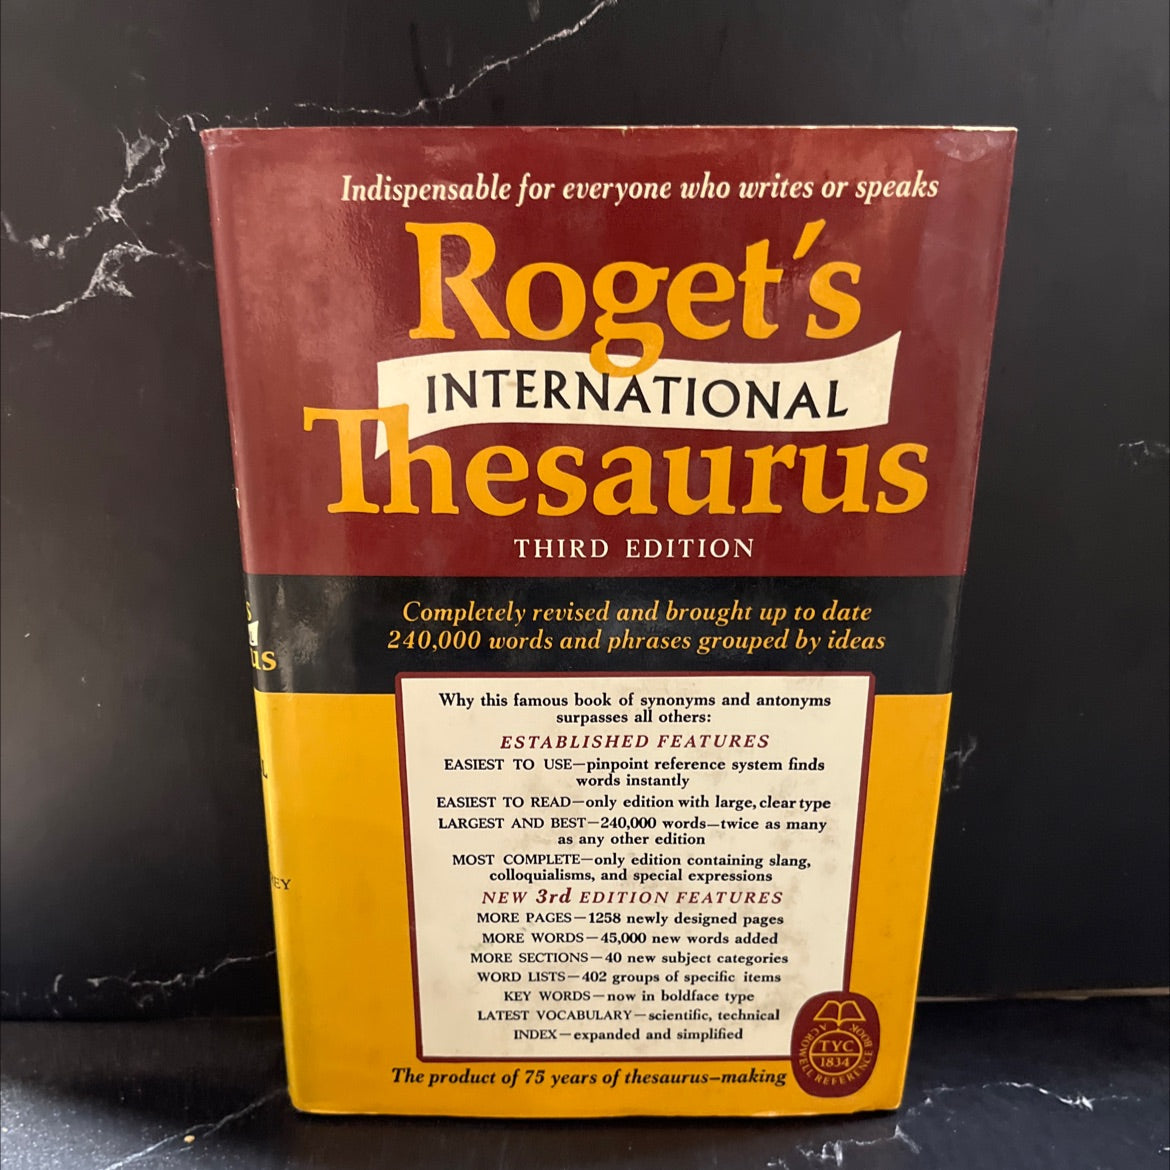 Indispensable for everyone who writes or speaks
Roget's
INTERNATIONAL
Thesaurus
THIRD EDITION
Completely revised and brought up to date
240,000 words and phrases grouped by ideas
Why this famous book of synonyms and antonyms
surpasses all others:
ESTABLISHED FEATURES
EASIEST TO USE—pinpoint reference system finds
words instantly
EASIEST TO READ—only edition with large, clear type
LARGEST AND BEST—240,000 words—twice as many
as any other edition
MOST COMPLETE—only edition containing slang,
colloquialisms, and special expressions
NEW 3rd EDITION FEATURES
MORE PAGES—1258 newly designed pages
MORE WORDS—45,000 new words added
MORE SECTIONS—40 new subject categories
WORD LISTS—402 groups of specific items
KEY WORDS—now in boldface type
LATEST VOCABULARY—scientific, technical
INDEX—expanded and simplified
The product of 75 years of thesaurus-making
TYC
1834
A CROWELL REFERENCE BOOK